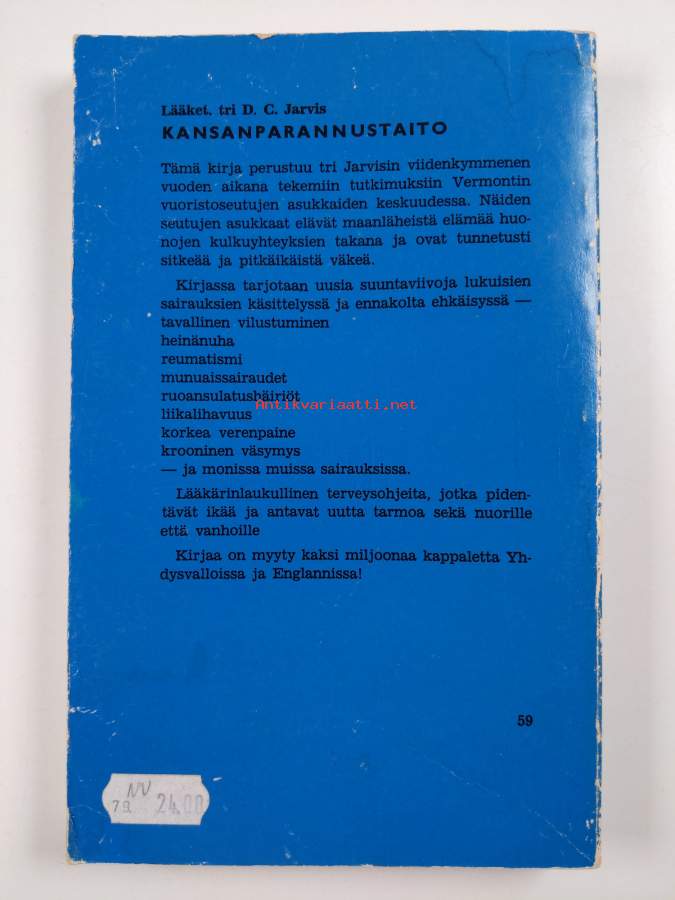 Lääket. tri D. C. Jarvis
KANSANPARANNUSTAITO
Tämä kirja perustuu tri Jarvisin viidenkymmenen
vuoden aikana tekemiin tutkimuksiin Vermontin
vuoristoseutujen asukkaiden keskuudessa. Näiden
seutujen asukkaat elävät maanläheistä elämää huo-
nojen kulkuyhteyksien takana ja ovat tunnetusti
sitkeää ja pitkäikäistä väkeä.
Kirjassa tarjotaan uusia suuntaviivoja lukuisien
sairauksien käsittelyssä ja ennakolta ehkäisyssä —
tavallinen vilustuminen
heinänuha
reumatismi
munuaissairaudet
ruoansulatushäiriöt
Antikvariaatti.net
liikalihavuus
korkea verenpaine
krooninen väsymys
— ja monissa muissa sairauksissa.
Lääkärinlaukullinen terveysohjeita, jotka piden-
tävät ikää ja antavat uutta tarmoa sekä nuorille
että vanhoille
Kirjaa on myyty kaksi miljoonaa kappaletta Yh-
dysvalloissa ja Englannissa!
59
NV
79. 24.00